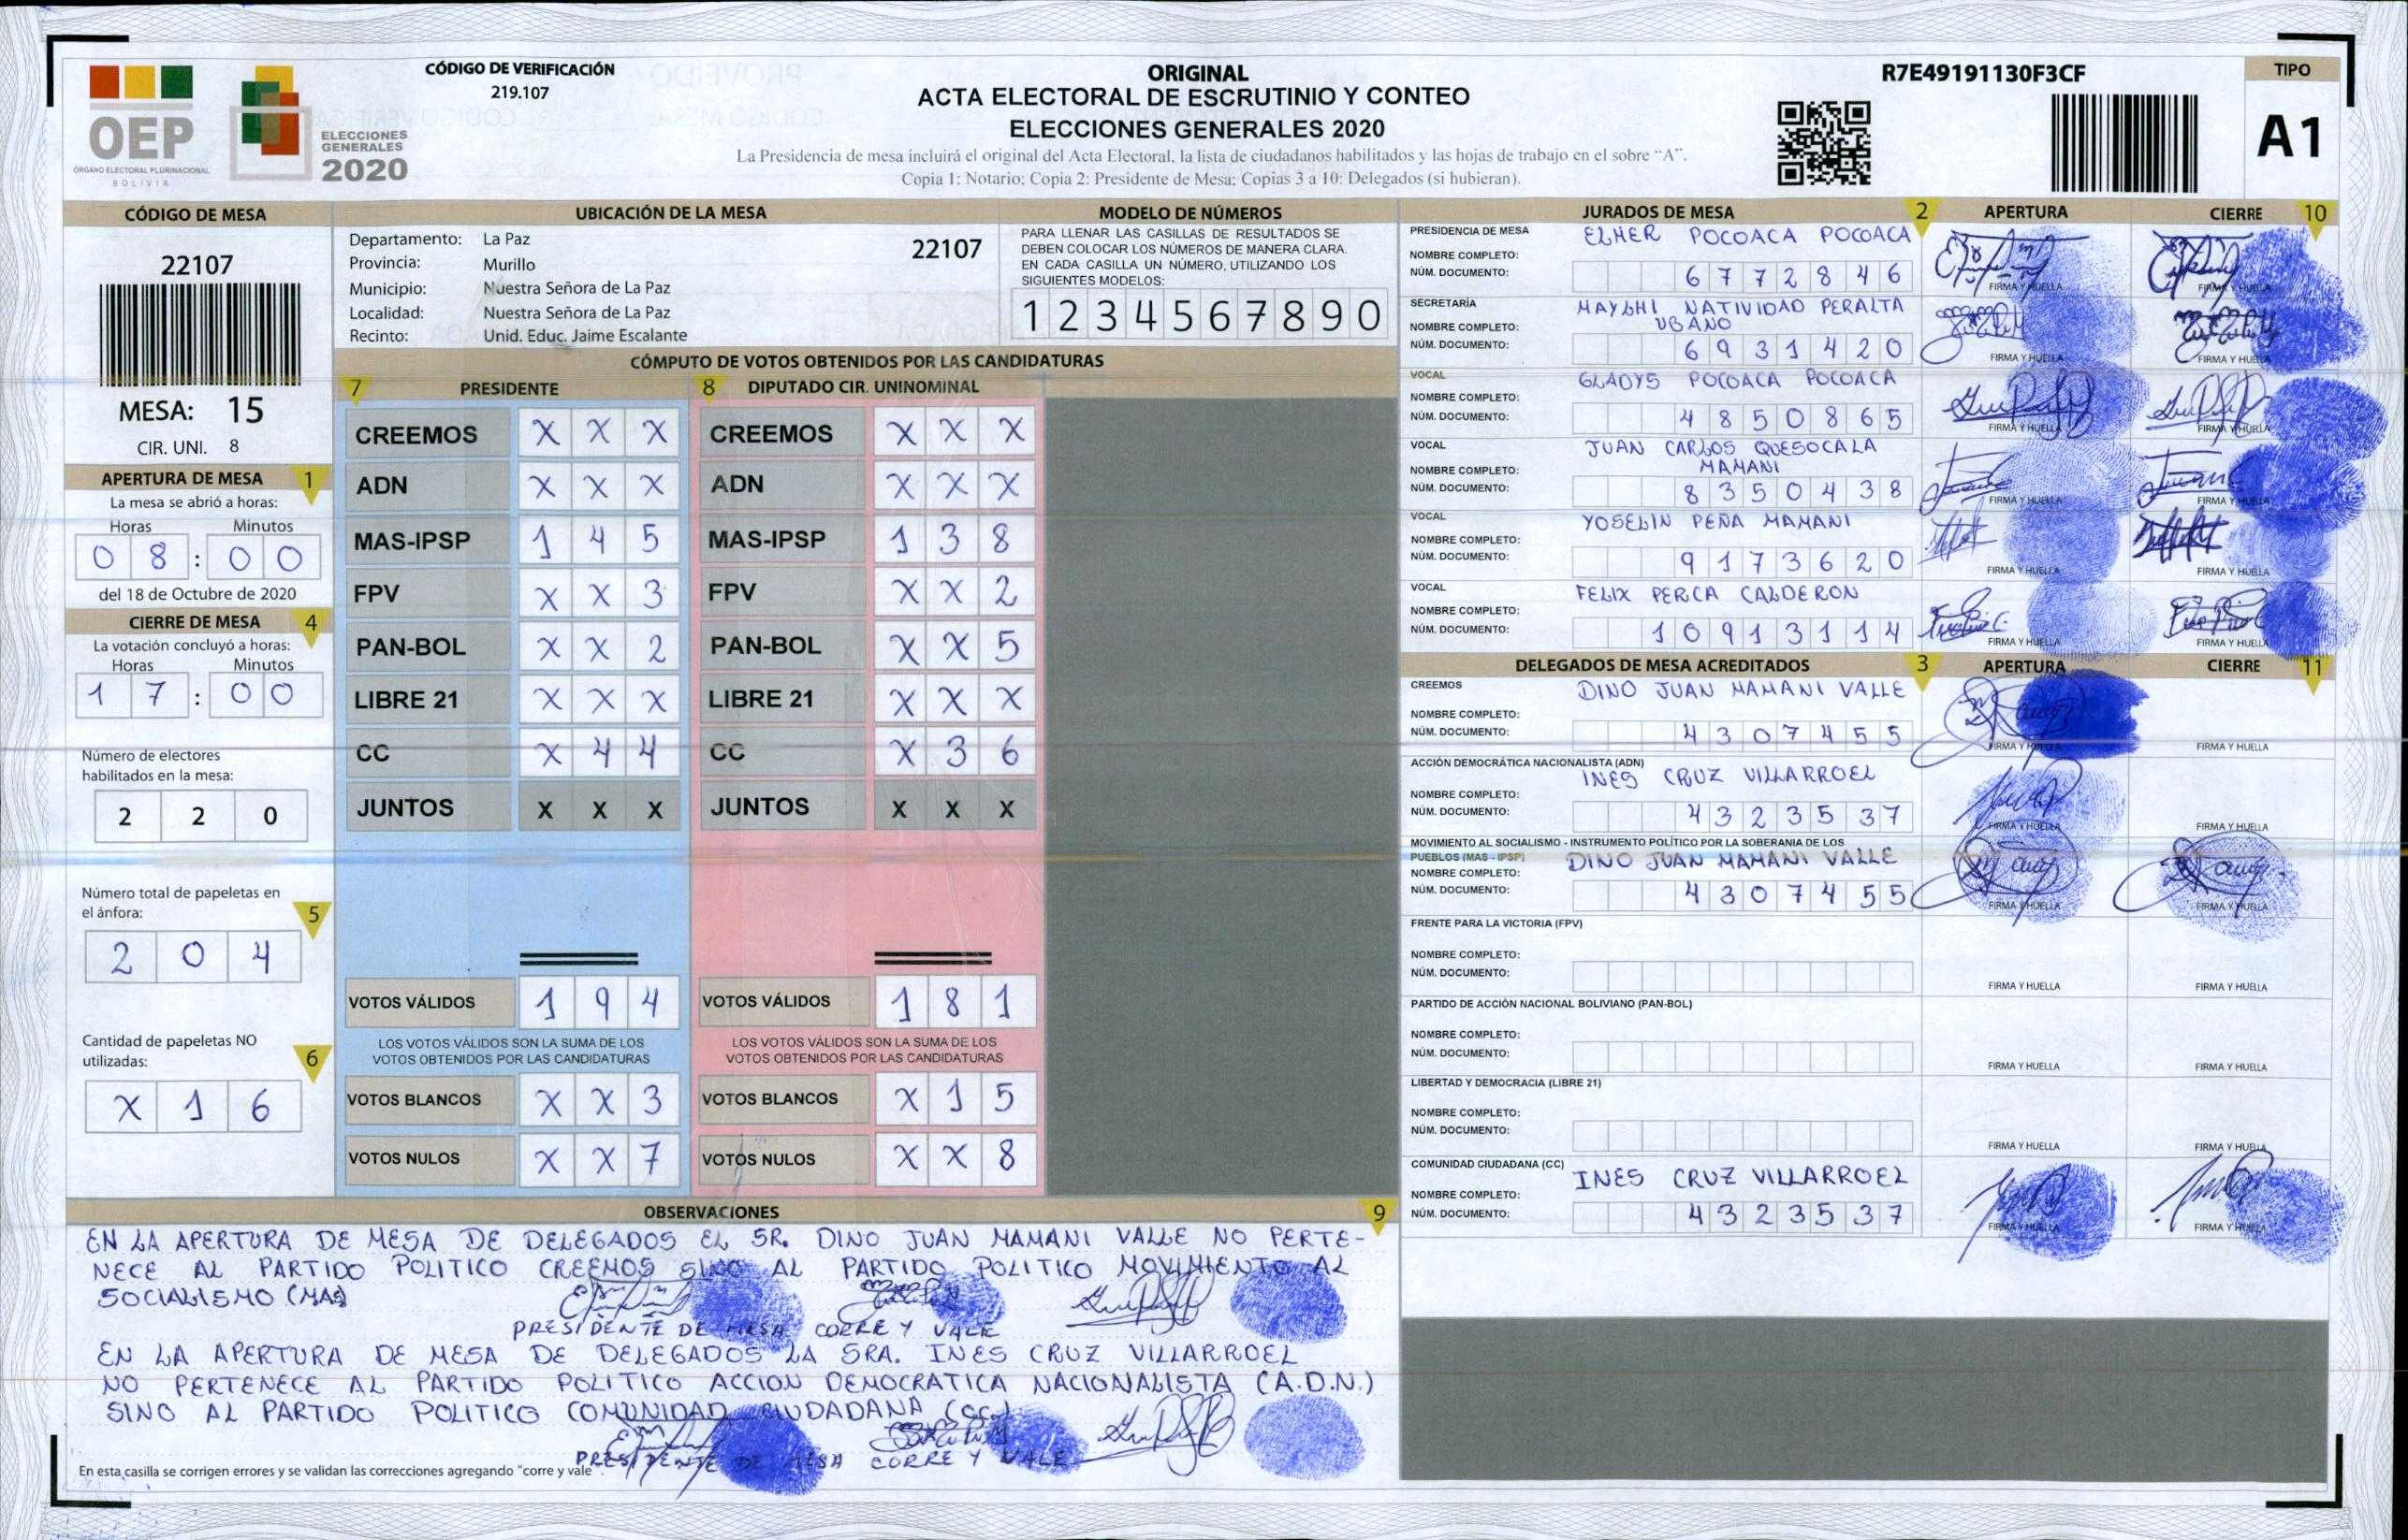 OEP
ÓRGANO ELECTORAL PLURINACIONAL
BOLIVIA
ELECCIONES
GENERALES
2020
CÓDIGO DE VERIFICACIÓN
219.107
ORIGINAL
ACTA ELECTORAL DE ESCRUTINIO Y CONTEO
ELECCIONES GENERALES 2020
La Presidencia de mesa incluirá el original del Acta Electoral, la lista de ciudadanos habilitados y las hojas de trabajo en el sobre "A".
Copia 1: Notario; Copia 2: Presidente de Mesa; Copias 3 a 10: Delegados (si hubieran).
R7E49191130F3CF
TIPO
A1
CÓDIGO DE MESA
22107
MESA: 15
CIR. UNI. 8
APERTURA DE MESA 1
La mesa se abrió a horas:
Horas Minutos
0 8 : 0 0
del 18 de Octubre de 2020
CIERRE DE MESA 4
La votación concluyó a horas:
Horas Minutos
1 7 : 0 0
Número de electores
habilitados en la mesa:
2 2 0
Número total de papeletas en
el ánfora: 5
2 0 4
Cantidad de papeletas NO
utilizadas: 6
X 1 6
UBICACIÓN DE LA MESA
Departamento: La Paz 22107
Provincia: Murillo
Municipio: Nuestra Señora de La Paz
Localidad: Nuestra Señora de La Paz
Recinto: Unid. Educ. Jaime Escalante
MODELO DE NÚMEROS
PARA LLENAR LAS CASILLAS DE RESULTADOS SE
DEBEN COLOCAR LOS NÚMEROS DE MANERA CLARA.
EN CADA CASILLA UN NÚMERO, UTILIZANDO LOS
SIGUIENTES MODELOS:
1 2 3 4 5 6 7 8 9 0
CÓMPUTO DE VOTOS OBTENIDOS POR LAS CANDIDATURAS
7 PRESIDENTE 8 DIPUTADO CIR. UNINOMINAL
CREEMOS X X X CREEMOS X X X
ADN X X X ADN X X X
MAS-IPSP 1 4 5 MAS-IPSP 1 3 8
FPV X X 3 FPV X X 2
PAN-BOL X X 2 PAN-BOL X X 5
LIBRE 21 X X X LIBRE 21 X X X
CC X 4 4 CC X 3 6
JUNTOS X X X JUNTOS X X X
VOTOS VÁLIDOS 1 9 4 VOTOS VÁLIDOS 1 8 1
LOS VOTOS VÁLIDOS SON LA SUMA DE LOS LOS VOTOS VÁLIDOS SON LA SUMA DE LOS
VOTOS OBTENIDOS POR LAS CANDIDATURAS VOTOS OBTENIDOS POR LAS CANDIDATURAS
VOTOS BLANCOS X X 3 VOTOS BLANCOS X 1 5
VOTOS NULOS X X 7 VOTOS NULOS X X 8
OBSERVACIONES 9
EN LA APERTURA DE MESA DE DELEGADOS EL SR. DINO JUAN MAMANI VALLE NO PERTE-
NECE AL PARTIDO POLITICO CREEMOS SINO AL PARTIDO POLITICO MOVIMIENTO AL
SOCIALISMO (MAS)
PRESIDENTE DE MESA CORRE Y VALE
EN LA APERTURA DE MESA DE DELEGADOS LA SRA. INES CRUZ VILLARROEL
NO PERTENECE AL PARTIDO POLITICO ACCION DEMOCRATICA NACIONALISTA (A.D.N.)
SINO AL PARTIDO POLITICO COMUNIDAD CIUDADANA (CC.)
PRESIDENTE DE MESA CORRE Y VALE
En esta casilla se corrigen errores y se validan las correcciones agregando "corre y vale".
JURADOS DE MESA 2 APERTURA CIERRE 10
PRESIDENCIA DE MESA ELMER POCOACA POCOACA
NOMBRE COMPLETO:
NÚM. DOCUMENTO: 6 7 7 2 8 4 6
FIRMA Y HUELLA FIRMA Y HUELLA
SECRETARÍA MAYGHI NATIVIDAD PERALTA
NOMBRE COMPLETO: UBANO
NÚM. DOCUMENTO: 6 9 3 1 4 2 0
FIRMA Y HUELLA FIRMA Y HUELLA
VOCAL GLADYS POCOACA POCOACA
NOMBRE COMPLETO:
NÚM. DOCUMENTO: 4 8 5 0 8 6 5
FIRMA Y HUELLA FIRMA Y HUELLA
VOCAL JUAN CARLOS QUESOCALA
NOMBRE COMPLETO: MAMANI
NÚM. DOCUMENTO: 8 3 5 0 4 3 8
FIRMA Y HUELLA FIRMA Y HUELLA
VOCAL YOSELIN PEÑA MAMANI
NOMBRE COMPLETO:
NÚM. DOCUMENTO: 9 1 7 3 6 2 0
FIRMA Y HUELLA FIRMA Y HUELLA
VOCAL FELIX PERCA CALDERON
NOMBRE COMPLETO:
NÚM. DOCUMENTO: 1 0 9 1 3 1 1 4
FIRMA Y HUELLA FIRMA Y HUELLA
DELEGADOS DE MESA ACREDITADOS 3 APERTURA CIERRE 11
CREEMOS DINO JUAN MAMANI VALLE
NOMBRE COMPLETO:
NÚM. DOCUMENTO: 4 3 0 7 4 5 5
FIRMA Y HUELLA FIRMA Y HUELLA
ACCIÓN DEMOCRÁTICA NACIONALISTA (ADN)
INES CRUZ VILLARROEL
NOMBRE COMPLETO:
NÚM. DOCUMENTO: 4 3 2 3 5 3 7
FIRMA Y HUELLA FIRMA Y HUELLA
MOVIMIENTO AL SOCIALISMO - INSTRUMENTO POLÍTICO POR LA SOBERANIA DE LOS
PUEBLOS (MAS - IPSP) DINO JUAN MAMANI VALLE
NOMBRE COMPLETO:
NÚM. DOCUMENTO: 4 3 0 7 4 5 5
FIRMA Y HUELLA FIRMA Y HUELLA
FRENTE PARA LA VICTORIA (FPV)
NOMBRE COMPLETO:
NÚM. DOCUMENTO:
FIRMA Y HUELLA FIRMA Y HUELLA
PARTIDO DE ACCIÓN NACIONAL BOLIVIANO (PAN-BOL)
NOMBRE COMPLETO:
NÚM. DOCUMENTO:
FIRMA Y HUELLA FIRMA Y HUELLA
LIBERTAD Y DEMOCRACIA (LIBRE 21)
NOMBRE COMPLETO:
NÚM. DOCUMENTO:
FIRMA Y HUELLA FIRMA Y HUELLA
COMUNIDAD CIUDADANA (CC) INES CRUZ VILLARROEL
NOMBRE COMPLETO:
NÚM. DOCUMENTO: 4 3 2 3 5 3 7
FIRMA Y HUELLA FIRMA Y HUELLA